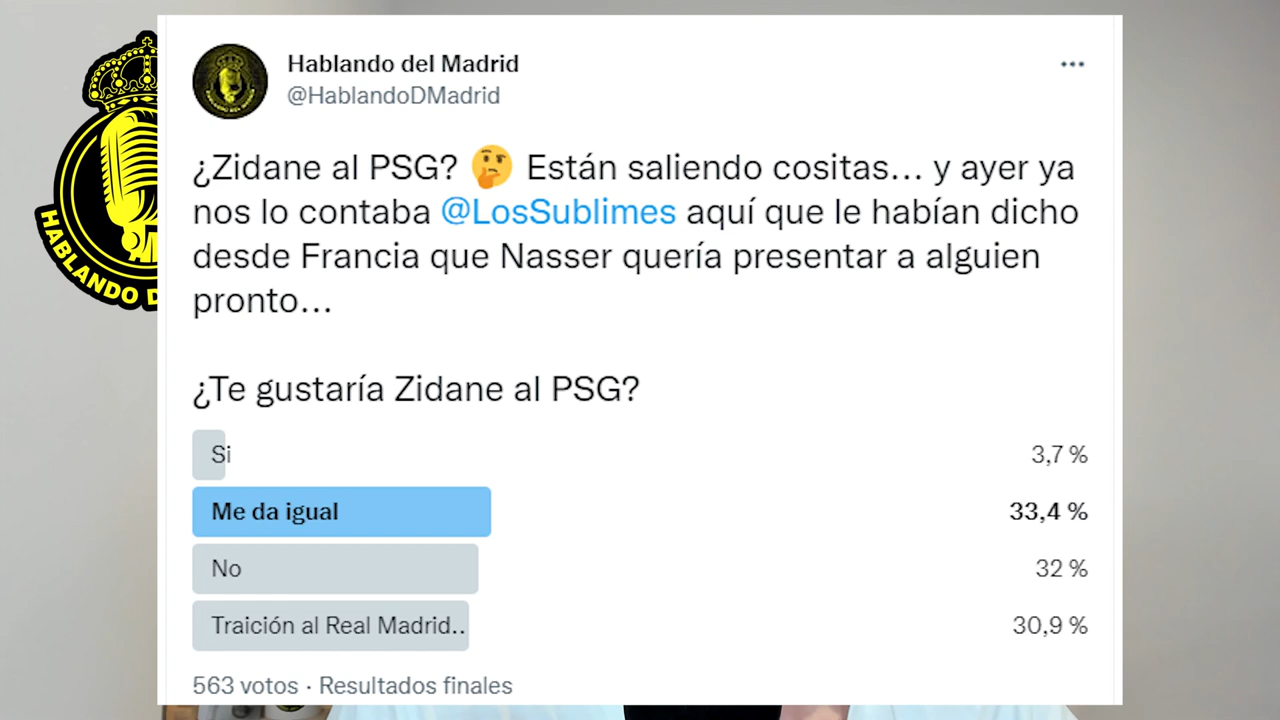 Hablando del Madrid
@HablandoDMadrid
¿Zidane al PSG? 🤔 Están saliendo cositas... y ayer ya
nos lo contaba @LosSublimes aquí que le habían dicho
desde Francia que Nasser quería presentar a alguien
pronto...
¿Te gustaría Zidane al PSG?
Si 3,7 %
Me da igual 33,4 %
No 32 %
Traición al Real Madrid.. 30,9 %
563 votos · Resultados finales
HABLANDO D